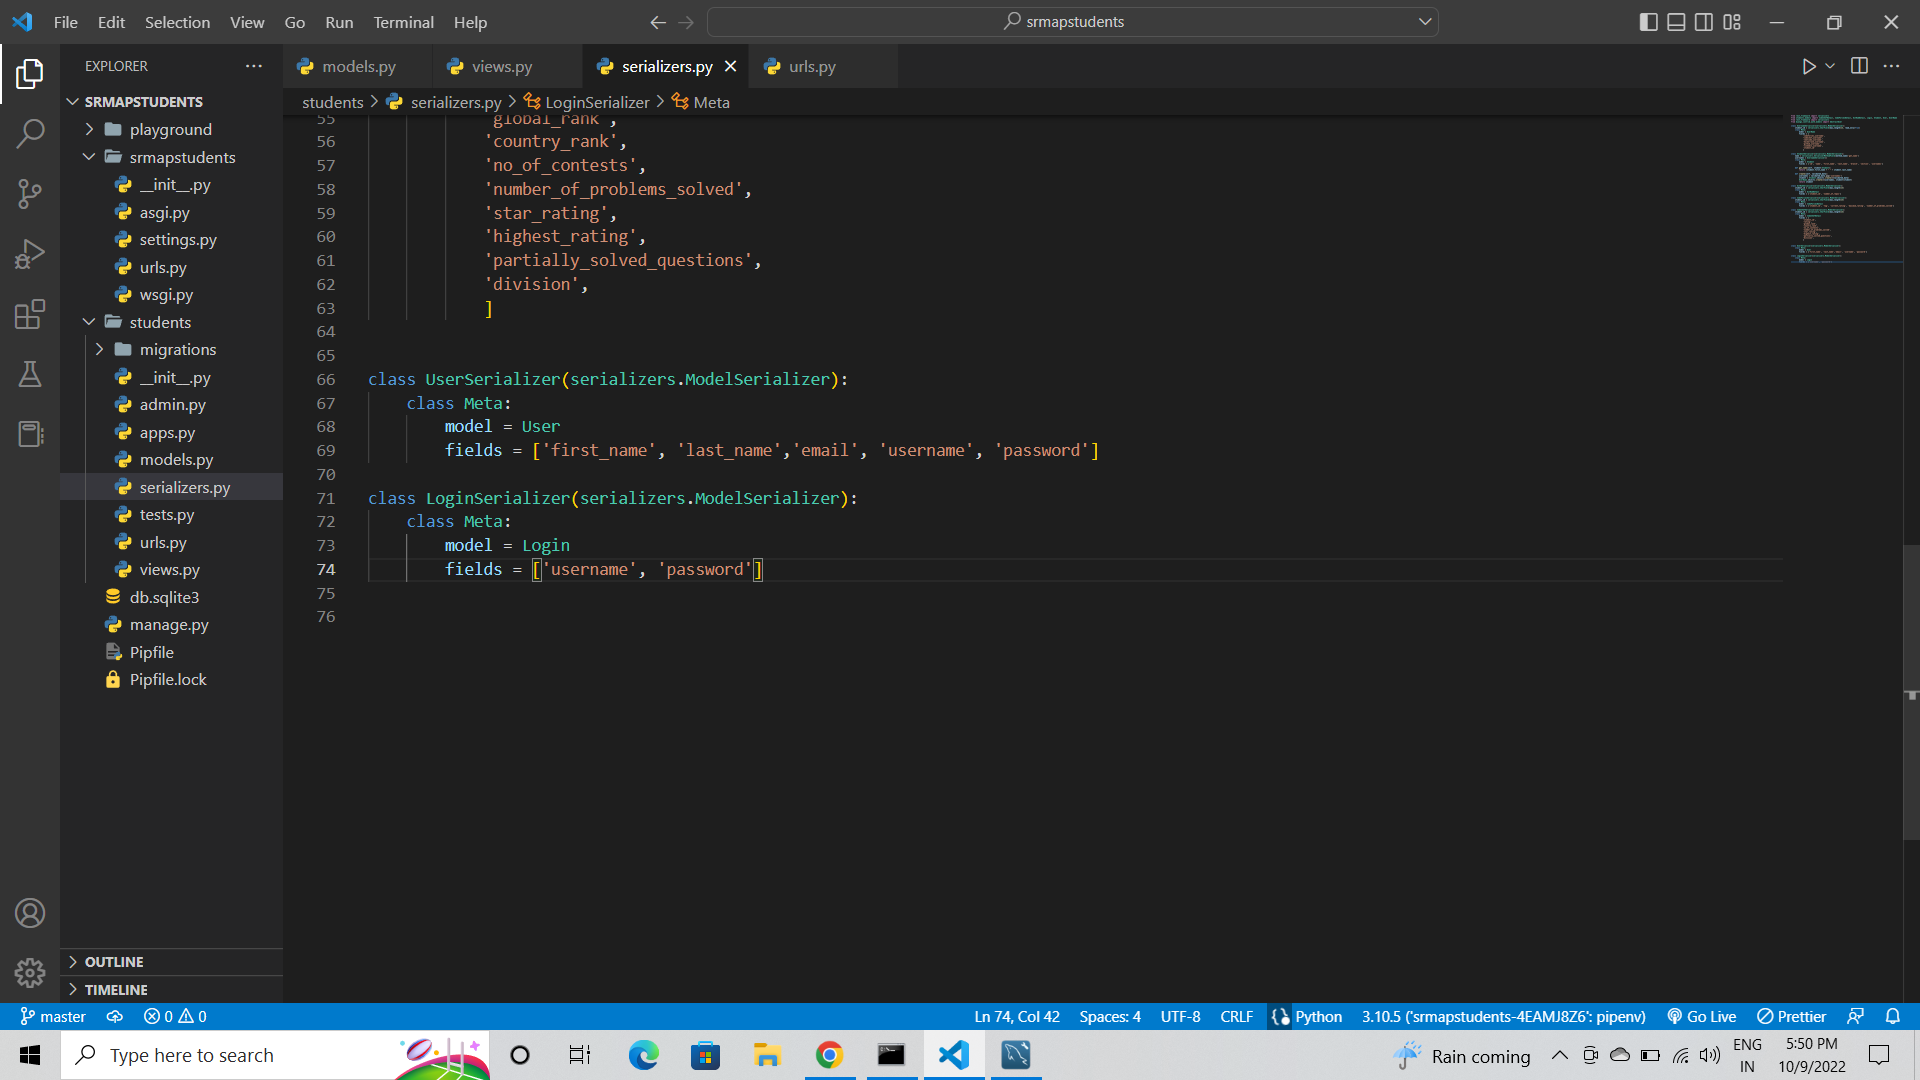 File Edit Selection View Go Run Terminal Help
srmapstudents
EXPLORER
models.py views.py serializers.py urls.py
students > serializers.py > LoginSerializer > Meta
SRMAPSTUDENTS
playground
srmapstudents
__init__.py
asgi.py
settings.py
urls.py
wsgi.py
students
migrations
__init__.py
admin.py
apps.py
models.py
serializers.py
tests.py
urls.py
views.py
db.sqlite3
manage.py
Pipfile
Pipfile.lock
OUTLINE
TIMELINE
55 'global_rank',
56 'country_rank',
57 'no_of_contests',
58 'number_of_problems_solved',
59 'star_rating',
60 'highest_rating',
61 'partially_solved_questions',
62 'division',
63 ]
64
65
66 class UserSerializer(serializers.ModelSerializer):
67 class Meta:
68 model = User
69 fields = ['first_name', 'last_name','email', 'username', 'password']
70
71 class LoginSerializer(serializers.ModelSerializer):
72 class Meta:
73 model = Login
74 fields = ['username', 'password']
75
76
master 0 0 Ln 74, Col 42 Spaces: 4 UTF-8 CRLF Python 3.10.5 ('srmapstudents-4EAMJ8Z6': pipenv) Go Live Prettier
Type here to search
Rain coming
ENG
IN
5:50 PM
10/9/2022